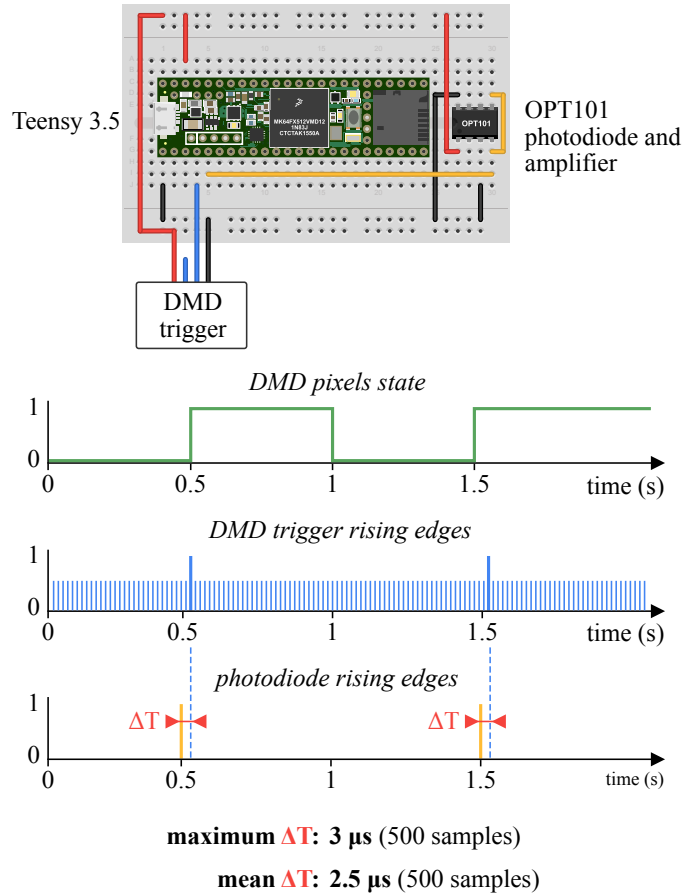 Teensy 3.5
MK64FX512VMD12
1N83J
CTCTAK1550A
OPT101
OPT101
photodiode and
amplifier
DMD
trigger
DMD pixels state
1
0
0
0.5
1
1.5
time (s)
DMD trigger rising edges
1
0
0
0.5
1
1.5
time (s)
photodiode rising edges
1
ΔT
ΔT
0
0
0.5
1
1.5
time (s)
maximum ΔT: 3 µs (500 samples)
mean ΔT: 2.5 µs (500 samples)